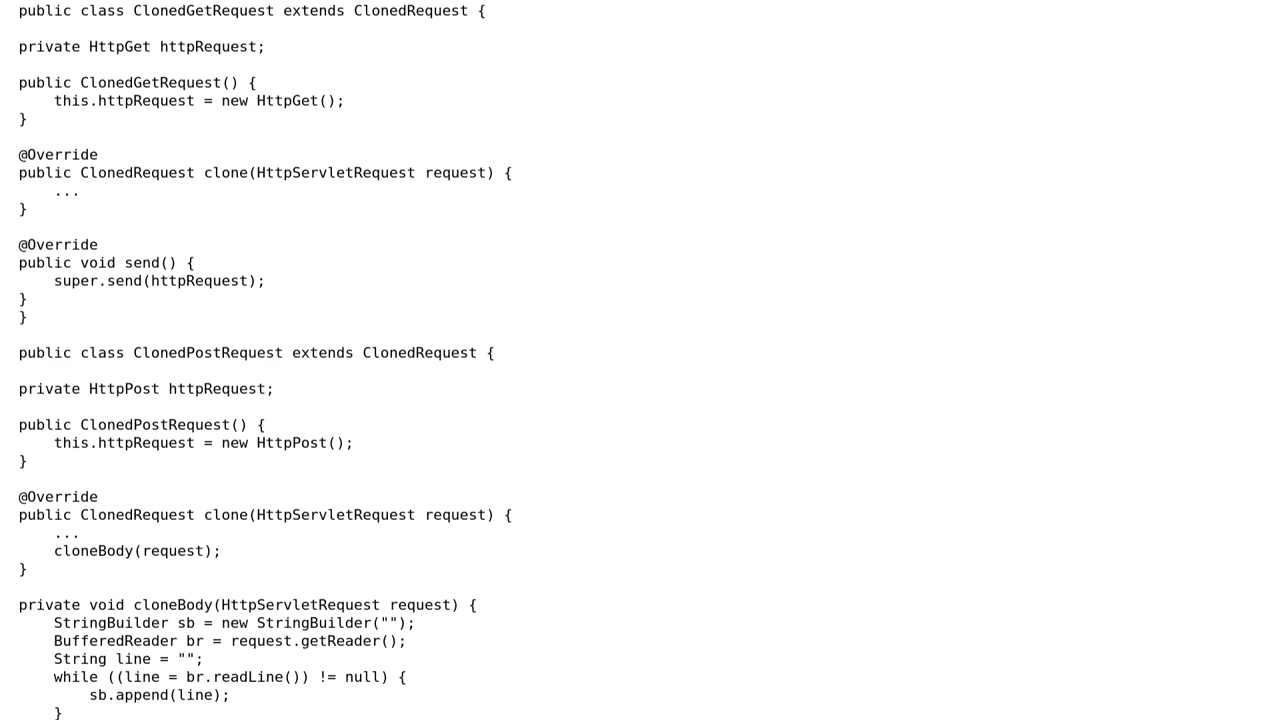 public class ClonedGetRequest extends ClonedRequest {
private HttpGet httpRequest;
public ClonedGetRequest() {
    this.httpRequest = new HttpGet();
}
@Override
public ClonedRequest clone(HttpServletRequest request) {
    ...
}
@Override
public void send() {
    super.send(httpRequest);
}
}
public class ClonedPostRequest extends ClonedRequest {
private HttpPost httpRequest;
public ClonedPostRequest() {
    this.httpRequest = new HttpPost();
}
@Override
public ClonedRequest clone(HttpServletRequest request) {
    ...
    cloneBody(request);
}
private void cloneBody(HttpServletRequest request) {
    StringBuilder sb = new StringBuilder("");
    BufferedReader br = request.getReader();
    String line = "";
    while ((line = br.readLine()) != null) {
        sb.append(line);
    }